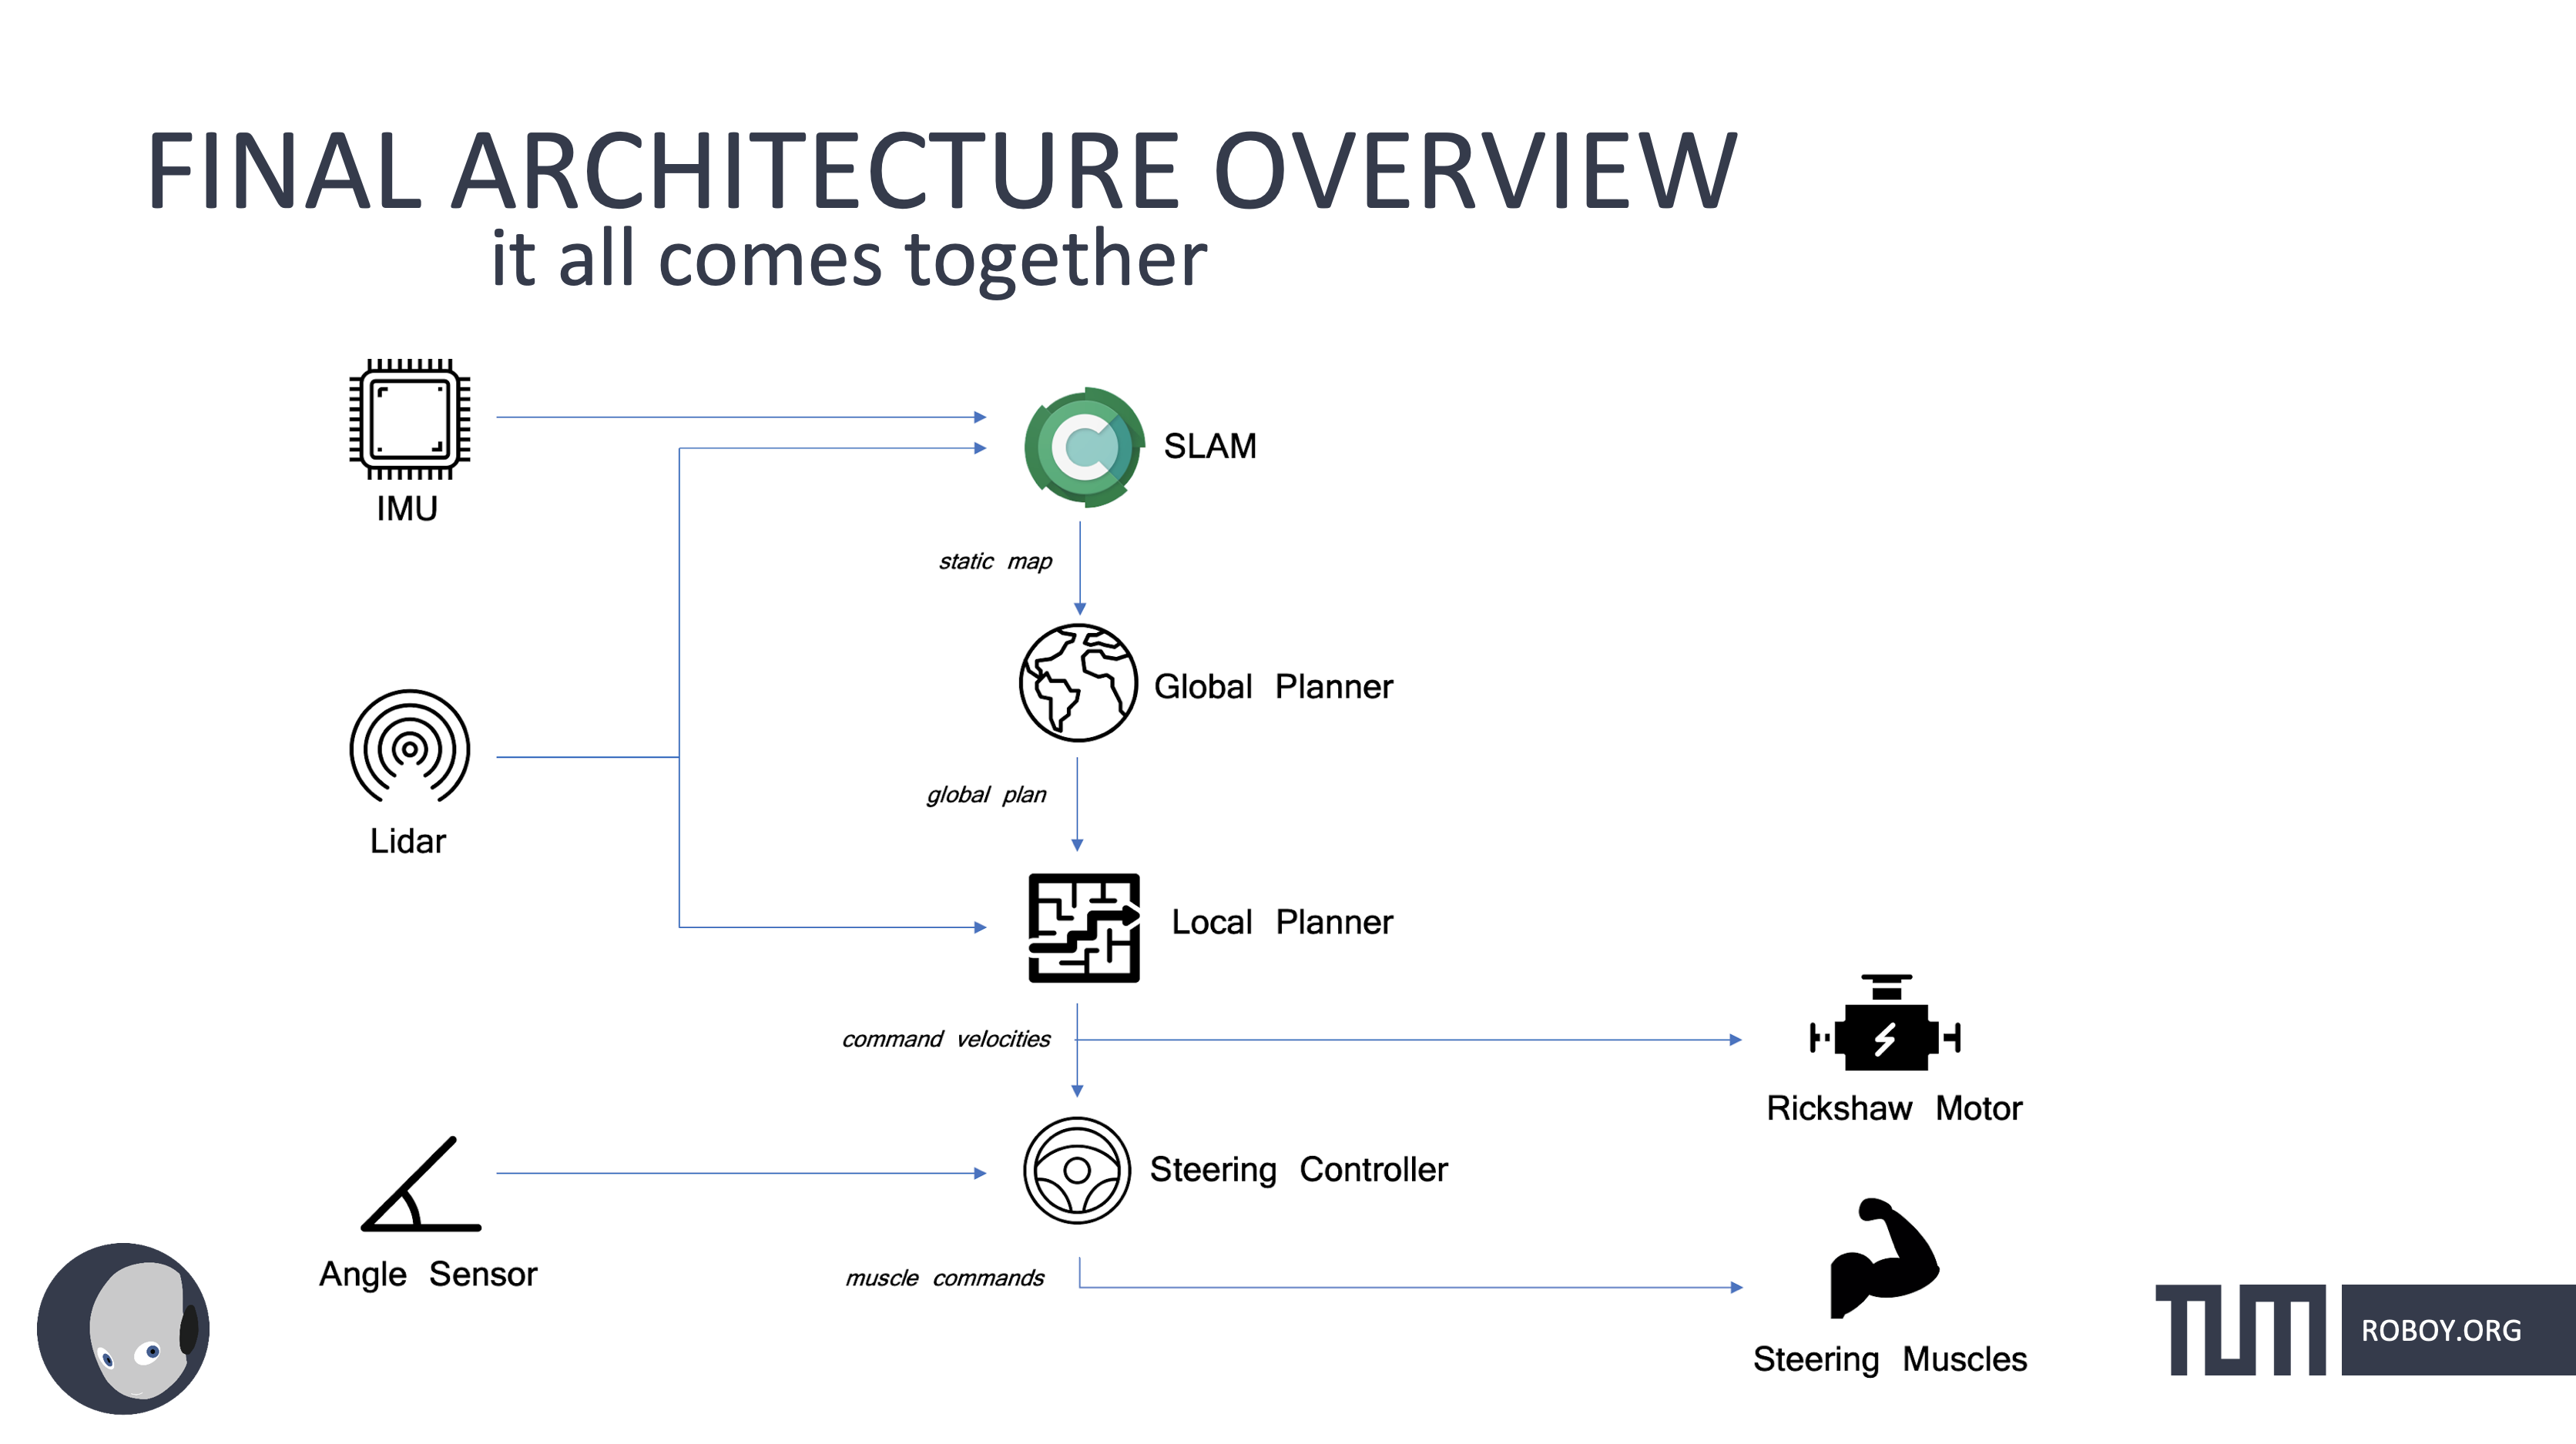 FINAL ARCHITECTURE OVERVIEW
it all comes together
IMU
SLAM
static map
Global Planner
Lidar
global plan
Local Planner
command velocities
Rickshaw Motor
Steering Controller
Angle Sensor
muscle commands
Steering Muscles
TUM
ROBOY.ORG